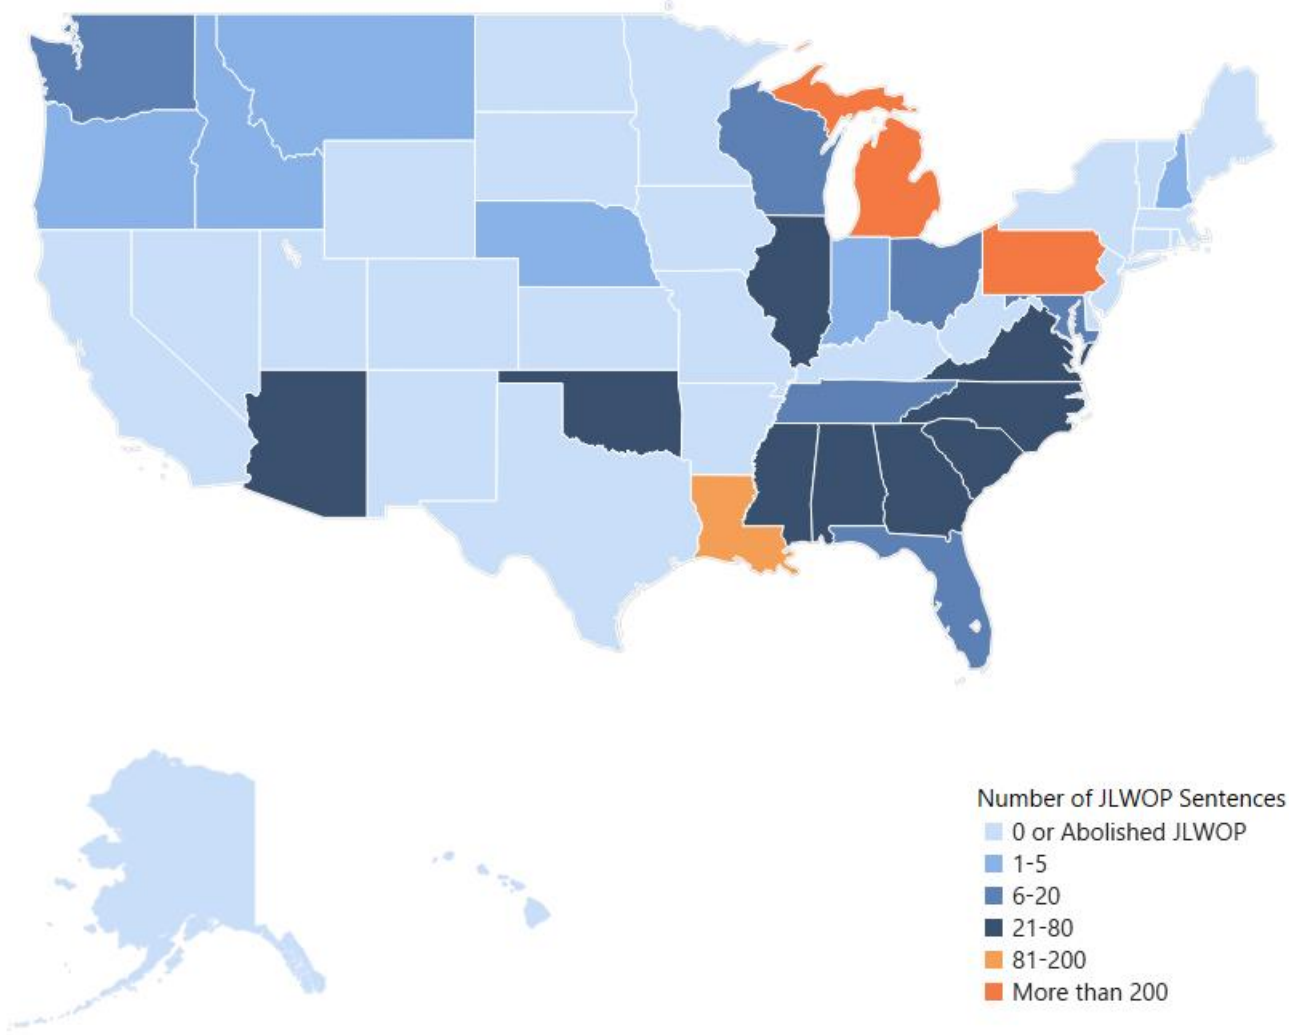 Number of JLWOP Sentences
0 or Abolished JLWOP
1-5
6-20
21-80
81-200
More than 200